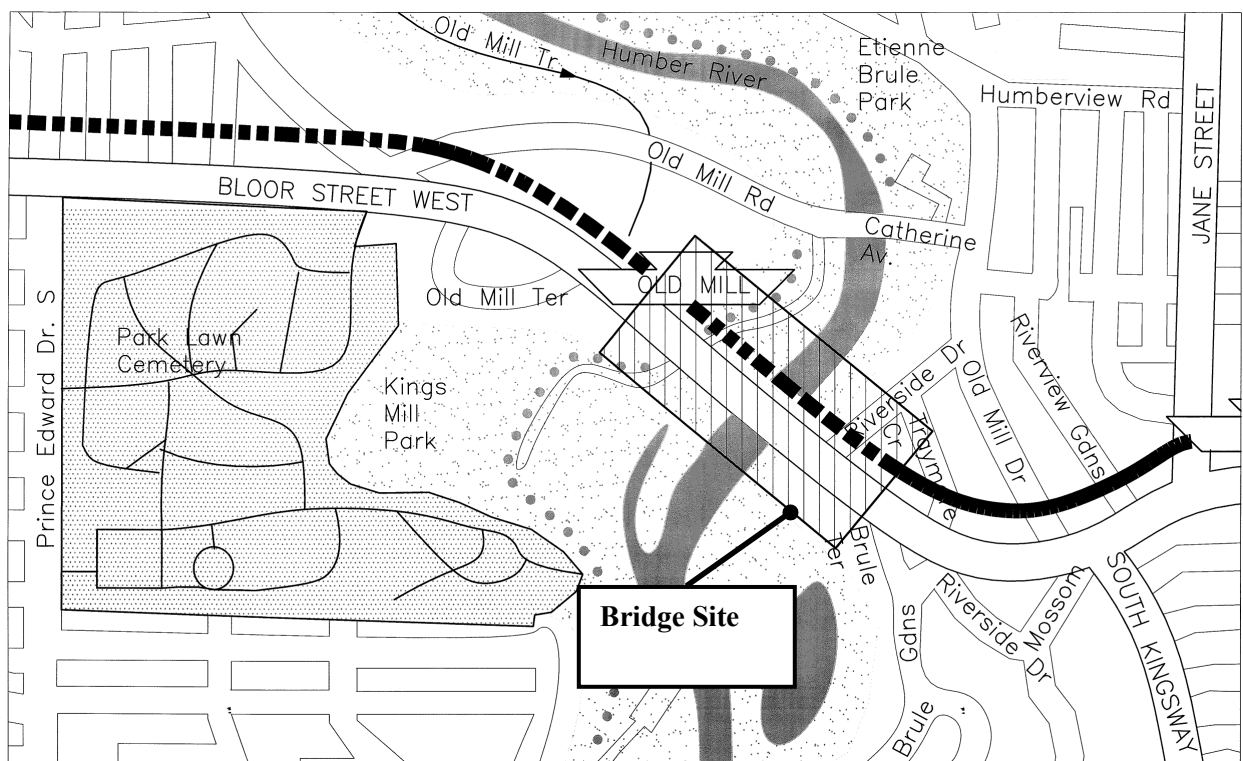 Old Mill Tr.
Humber River
Etienne
Brule
Park
Humberview Rd
JANE STREET
Old Mill Rd
BLOOR STREET WEST
Catherine
Av.
OLD MILL
Old Mill Ter
Prince Edward Dr. S
Park Lawn
Cemetery
Kings
Mill
Park
Riverside Dr
Cr
Traymore
Old Mill Dr
Riverview Gdns
Brule
Ter
Gdns
Riverside Dr
Mossom
SOUTH KINGSWAY
Bridge Site
Brule